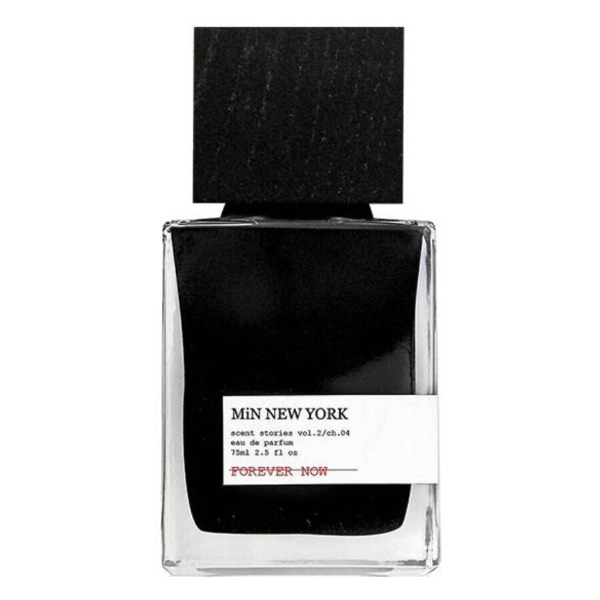 MiN NEW YORK
scent stories vol.2/ch.04
eau de parfum
75ml 2.5 fl oz
FOREVER NOW